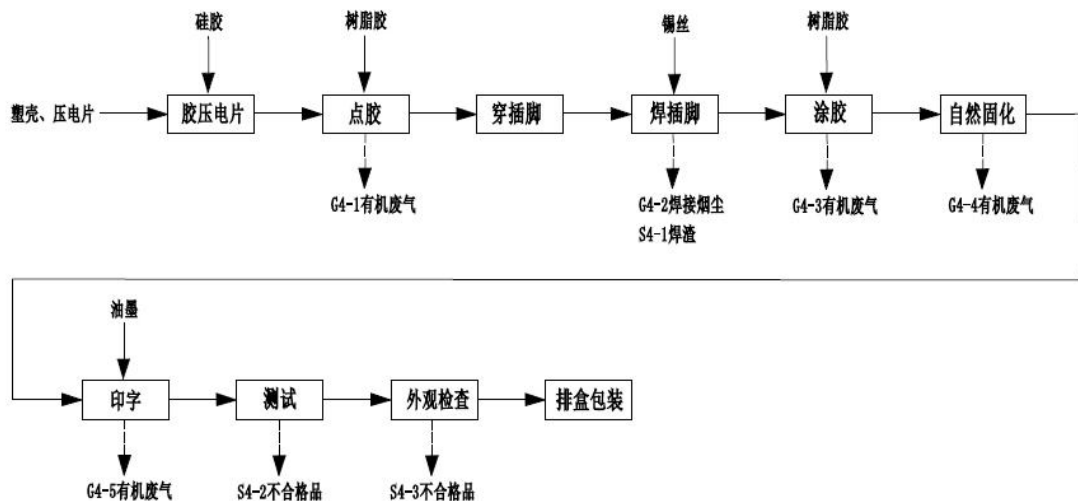 硅胶
树脂胶
锡丝
树脂胶
塑壳、压电片
胶压电片
点胶
穿插脚
焊插脚
涂胶
自然固化
G4-1有机废气
G4-2焊接烟尘
S4-1焊渣
G4-3有机废气
G4-4有机废气
油墨
印字
测试
外观检查
排盒包装
G4-5有机废气
S4-2不合格品
S4-3不合格品